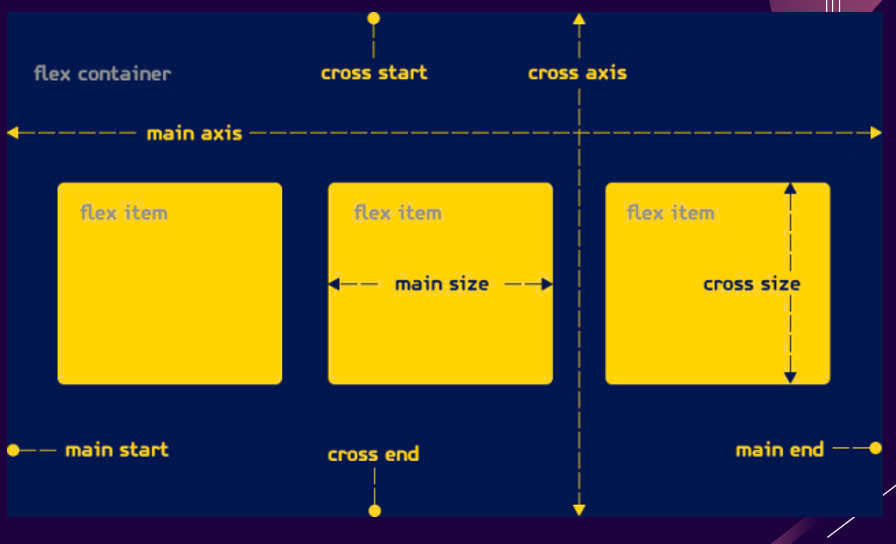 flex container
cross start
cross axis
main axis
flex item
flex item
flex item
main size
cross size
main start
cross end
main end